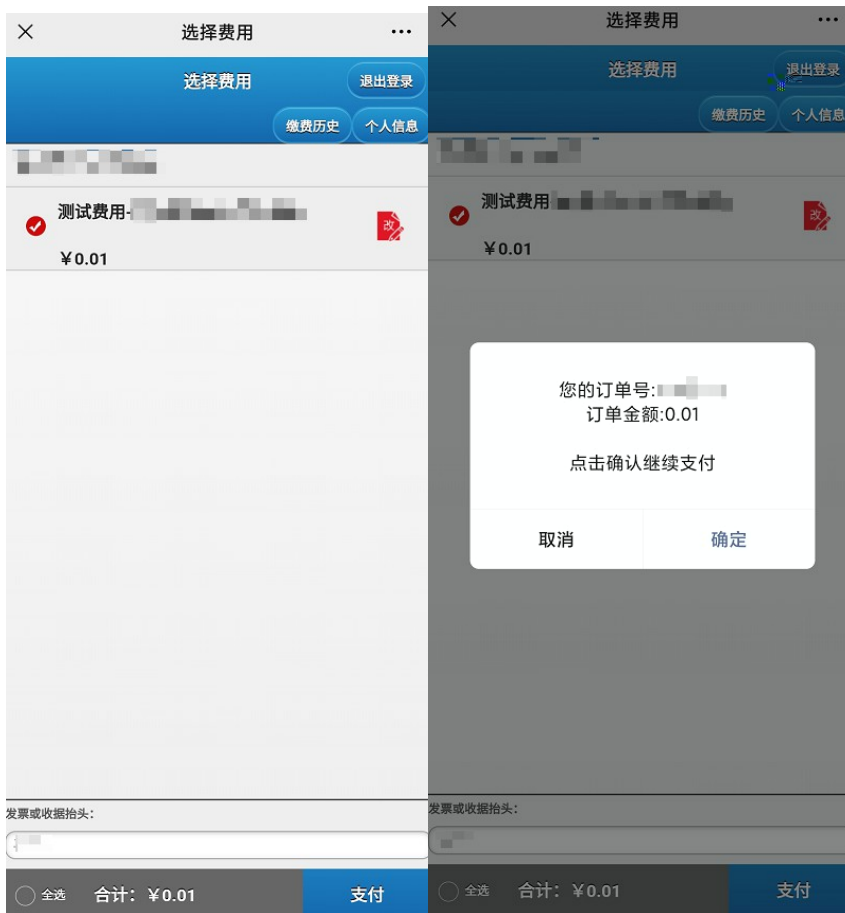 选择费用
选择费用
退出登录
缴费历史
个人信息
测试费用-
改
￥0.01
发票或收据抬头:
全选
合计: ￥0.01
支付
选择费用
选择费用
退出登录
缴费历史
个人信息
测试费用
改
￥0.01
您的订单号:
订单金额:0.01
点击确认继续支付
取消
确定
发票或收据抬头:
全选
合计: ￥0.01
支付